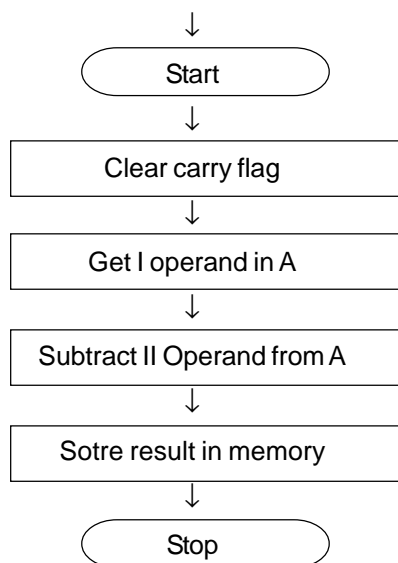 Start
Clear carry flag
Get I operand in A
Subtract II Operand from A
Sotre result in memory
Stop